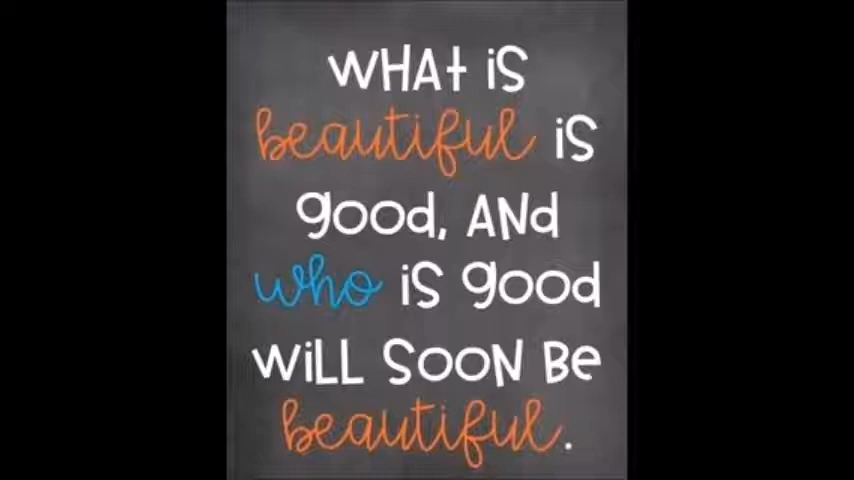 WHAt iS
beautiful iS
good, ANd
who iS good
WiLL SOON Be
beautiful.